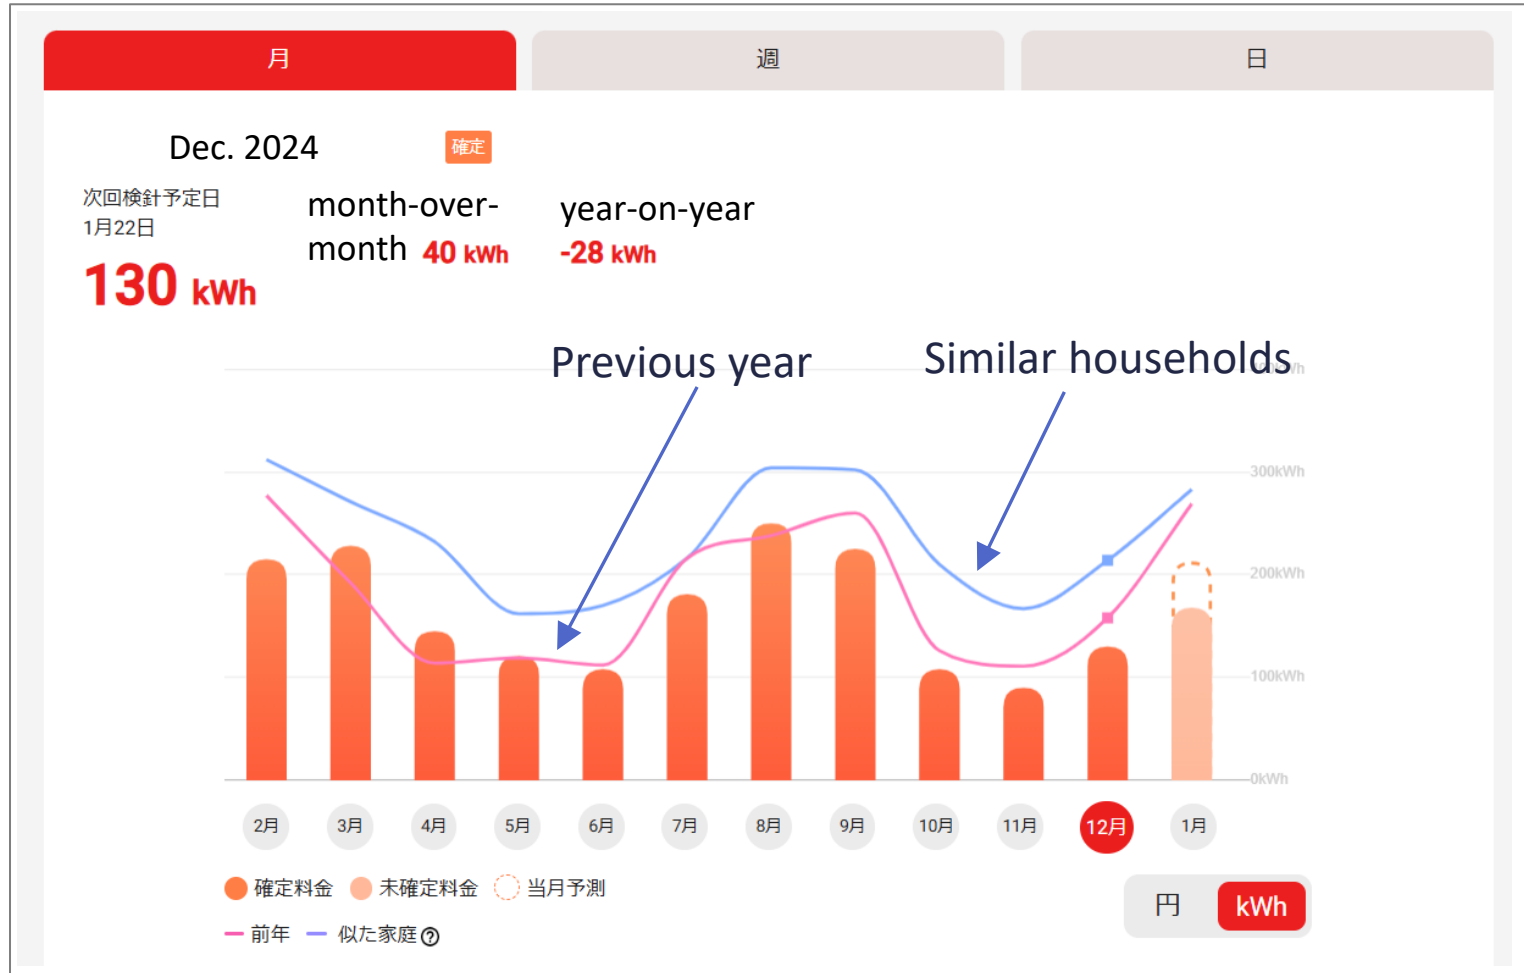 月
週
日
Dec. 2024
確定
次回検針予定日
1月22日
130 kWh
month-over-
month 40 kWh
year-on-year
-28 kWh
Previous year
Similar households
300kWh
200kWh
100kWh
0kWh
2月
3月
4月
5月
6月
7月
8月
9月
10月
11月
12月
1月
確定料金
未確定料金
当月予測
前年
似た家庭?
円
kWh